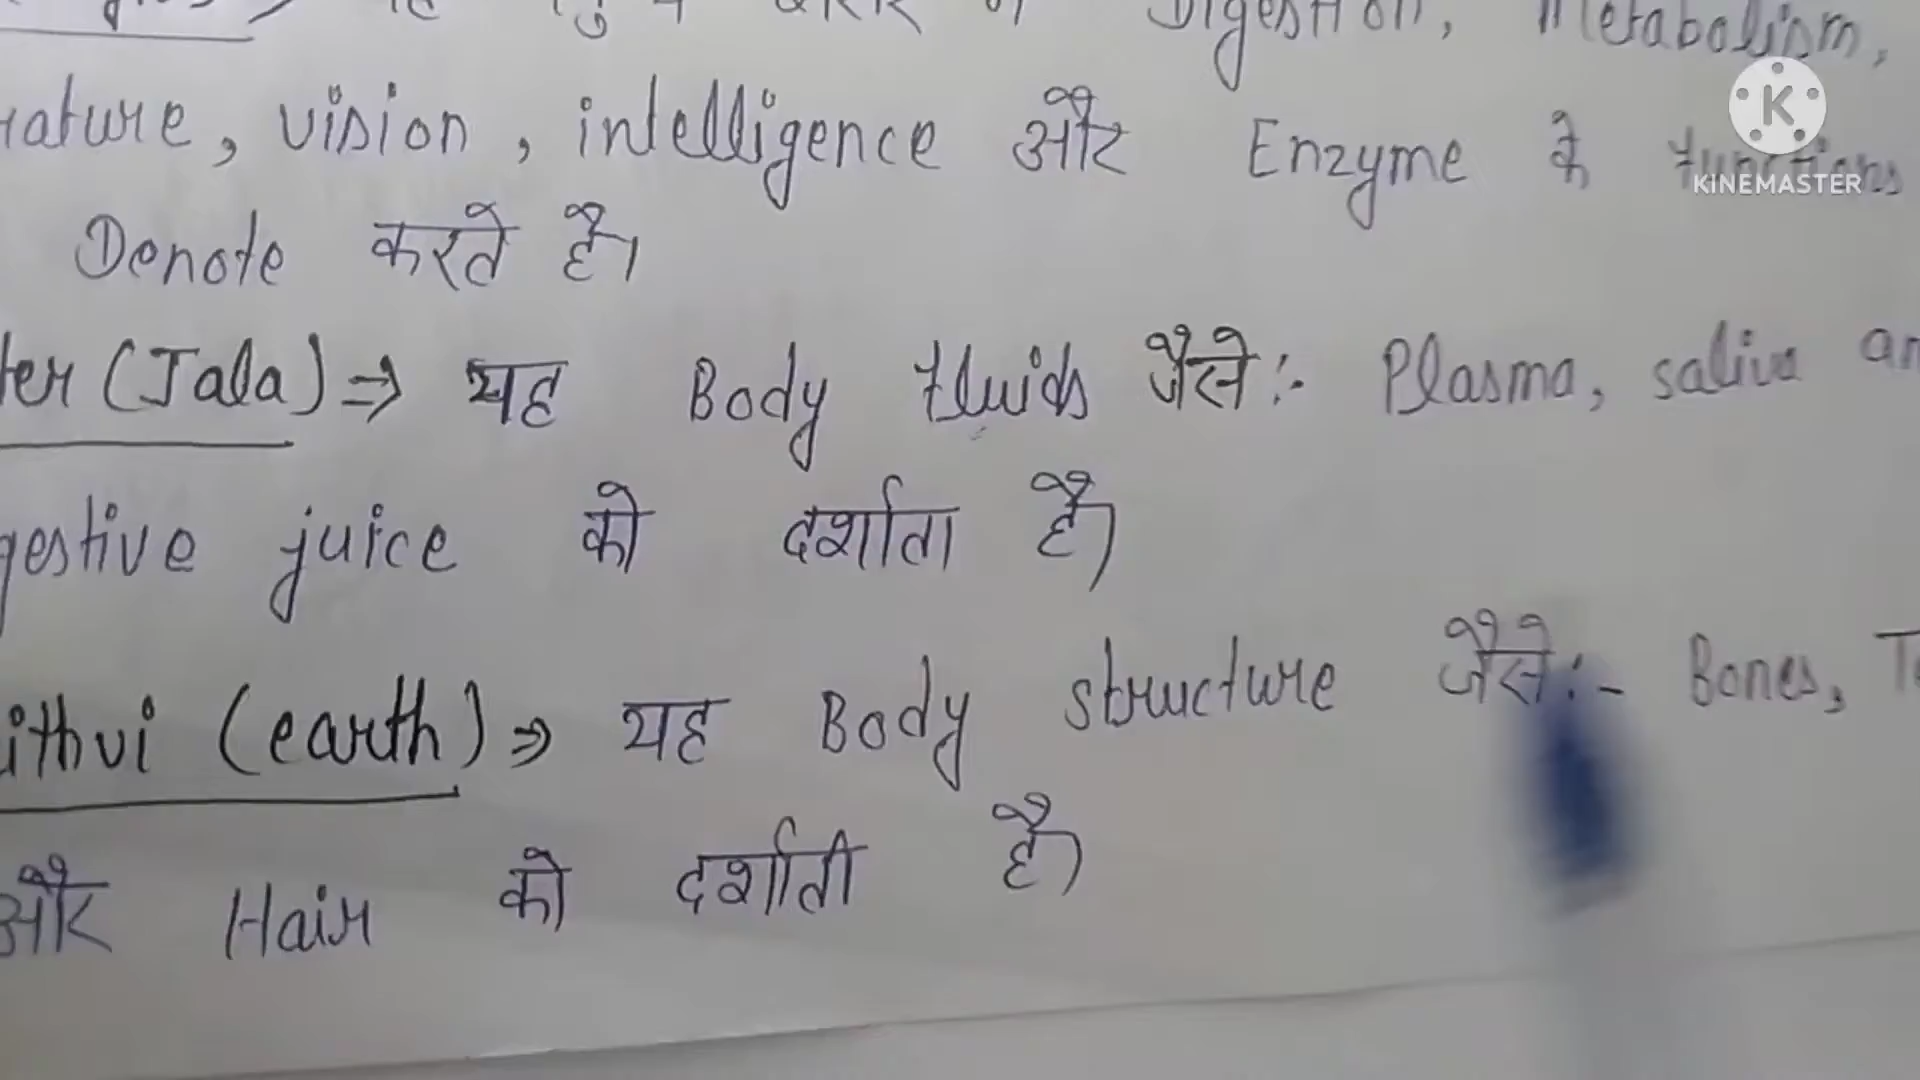 Digestion, Metabolism,
rature, vision, intelligence और Enzyme के functions
Denote करते है।
ter (Jala) ⇒ यह Body fluids जैसे:- Plasma, saliva an
gestive juice को दर्शाता है।
ithvi (earth) ⇒ यह Body structure जैसे:- Bones, T
और Hair को दर्शाती है।
K
KINEMASTER